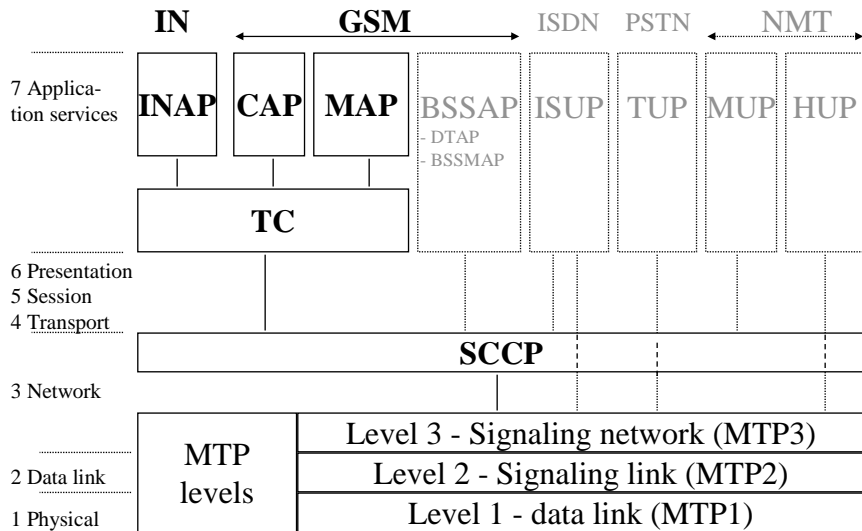 IN GSM ISDN PSTN NMT
7 Applica-
tion services
INAP CAP MAP BSSAP ISUP TUP MUP HUP
- DTAP
- BSSMAP
TC
6 Presentation
5 Session
4 Transport
SCCP
3 Network
MTP
levels
Level 3 - Signaling network (MTP3)
2 Data link
Level 2 - Signaling link (MTP2)
1 Physical
Level 1 - data link (MTP1)